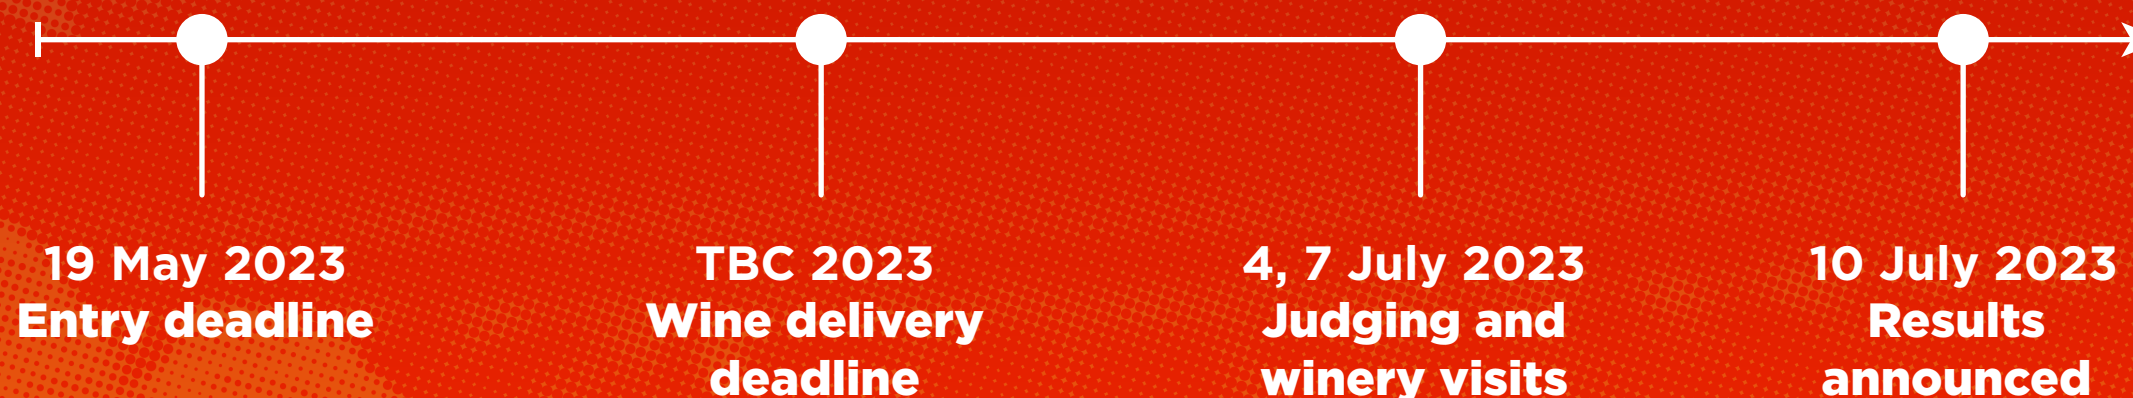 19 May 2023
Entry deadline
TBC 2023
Wine delivery
deadline
4, 7 July 2023
Judging and
winery visits
10 July 2023
Results
announced